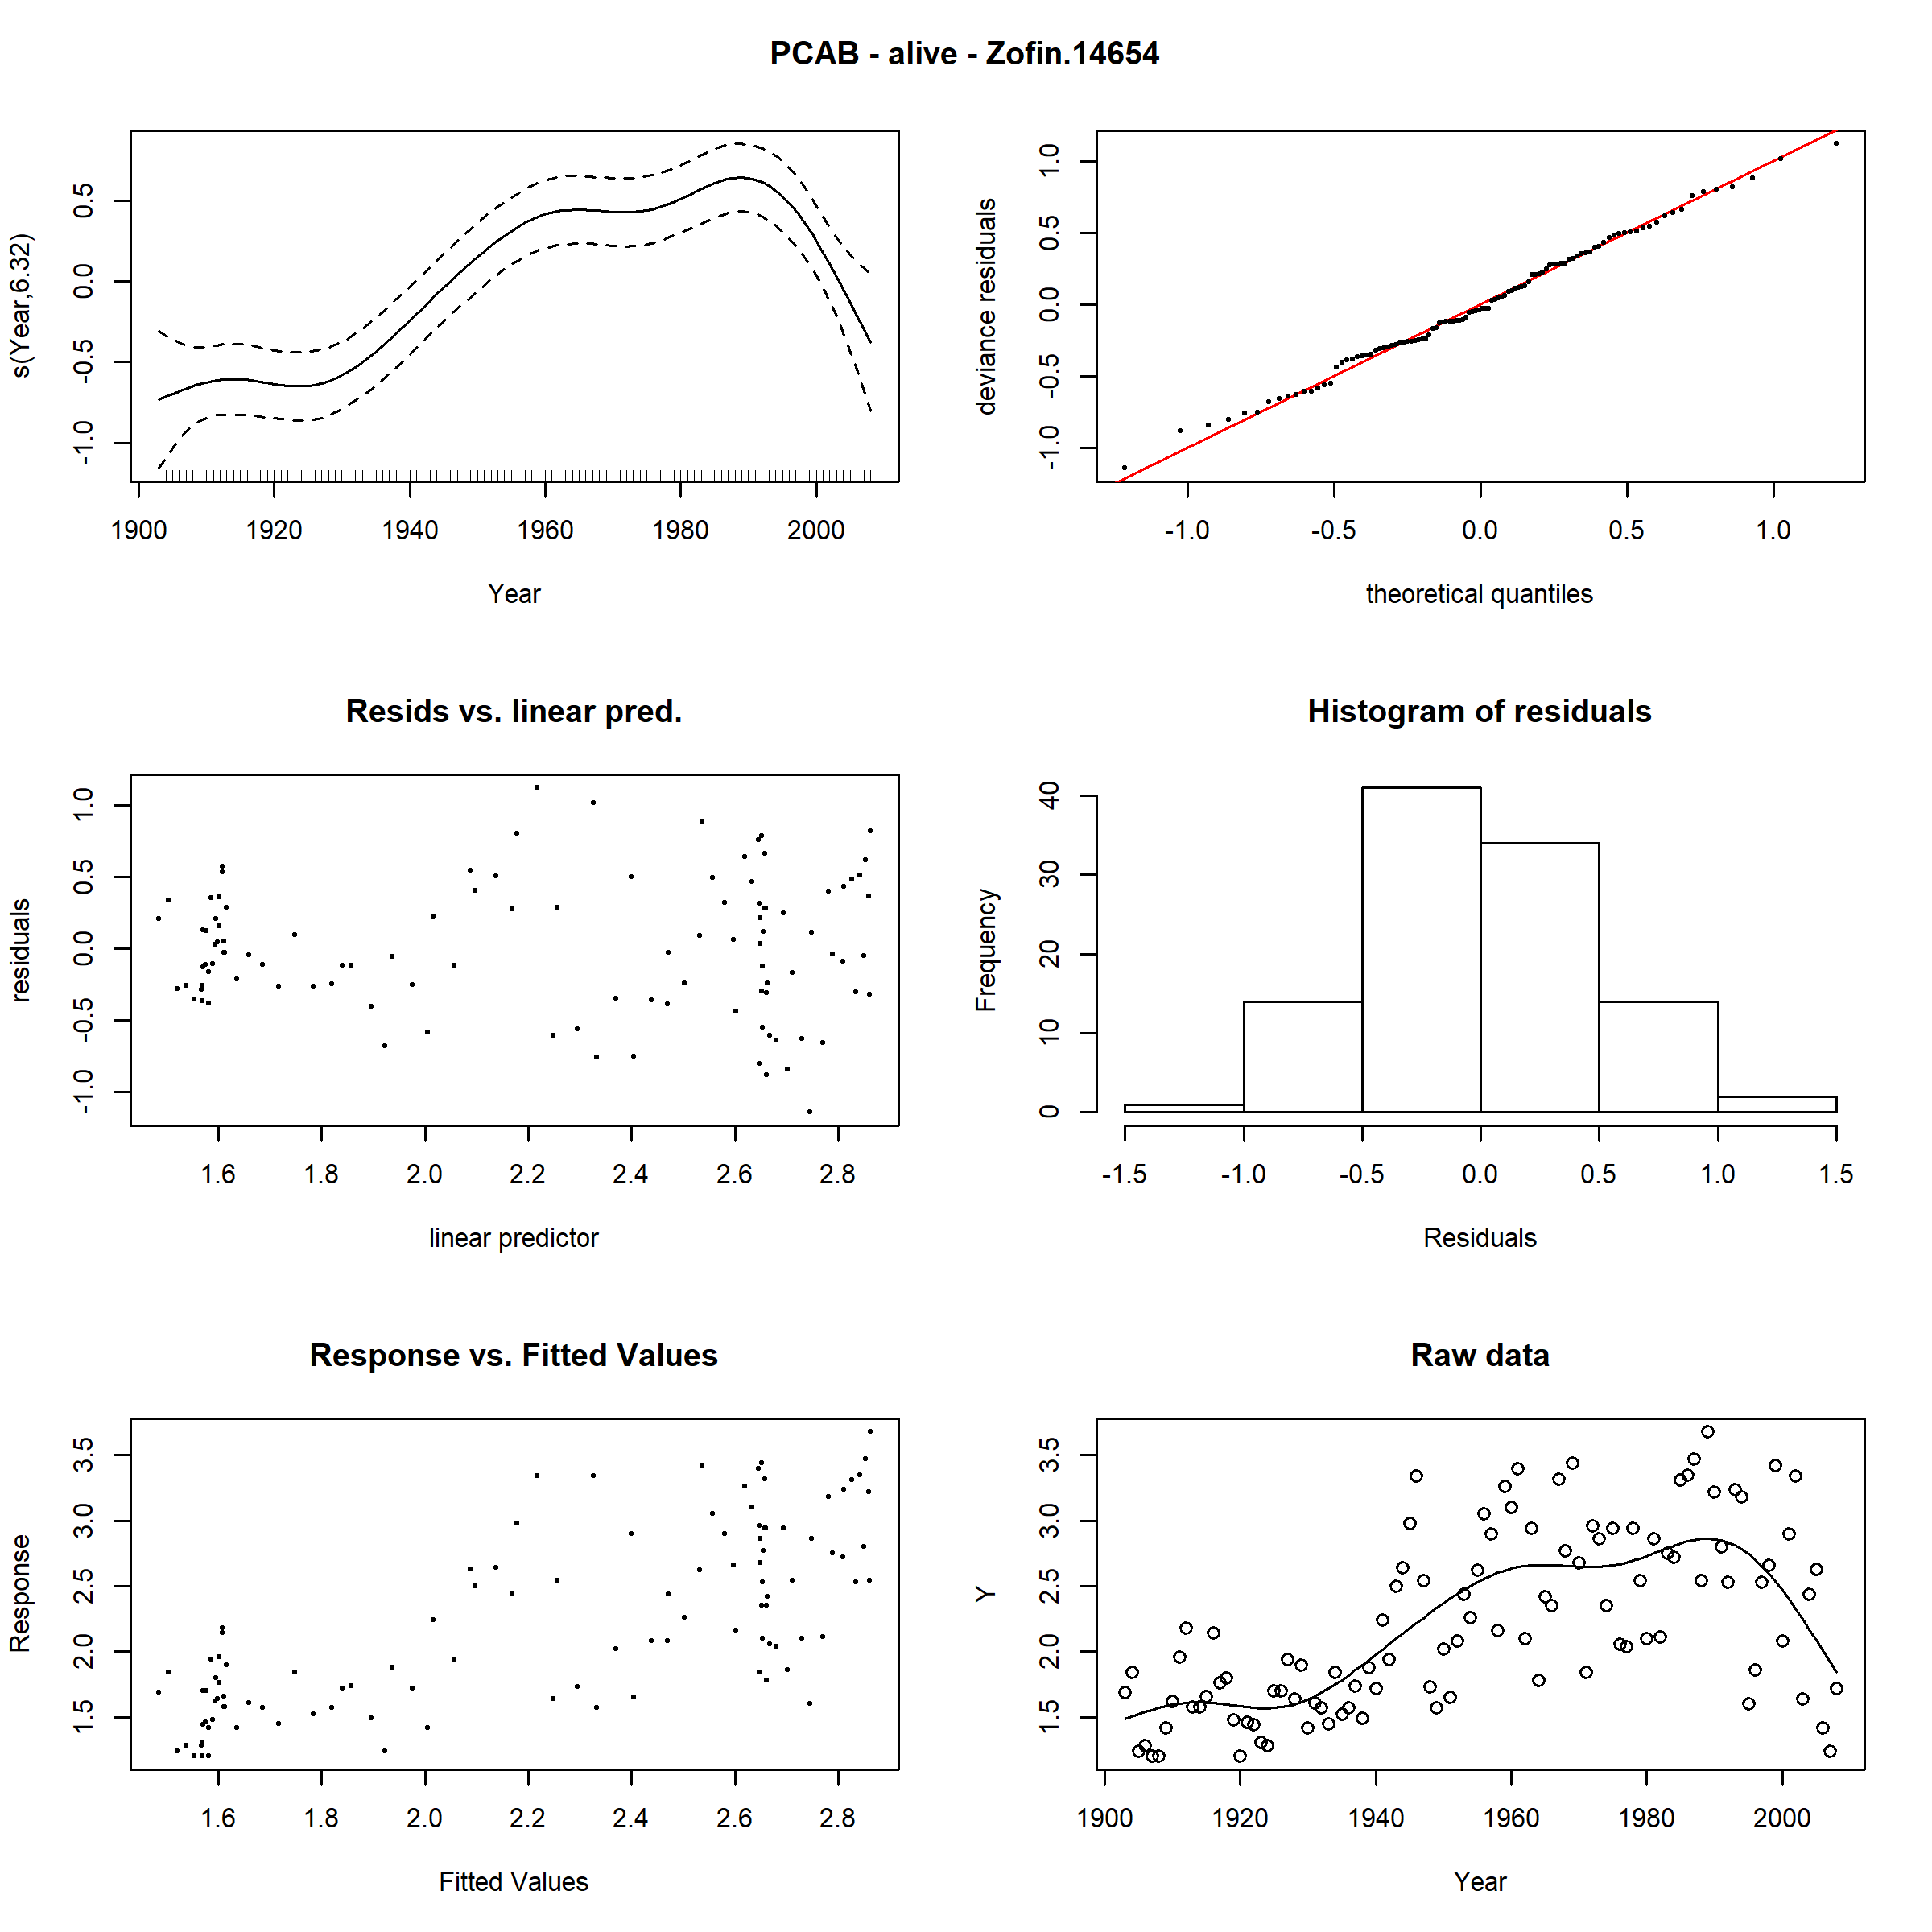 PCAB - alive - Zofin.14654
s(Year,6.32)
0.5
0.0
-0.5
-1.0
1900 1920 1940 1960 1980 2000
Year
deviance residuals
1.0
0.5
0.0
-0.5
-1.0
-1.0 -0.5 0.0 0.5 1.0
theoretical quantiles
Resids vs. linear pred.
residuals
1.0
0.5
0.0
-0.5
-1.0
1.6 1.8 2.0 2.2 2.4 2.6 2.8
linear predictor
Histogram of residuals
Frequency
40
30
20
10
0
-1.5 -1.0 -0.5 0.0 0.5 1.0 1.5
Residuals
Response vs. Fitted Values
Response
3.5
3.0
2.5
2.0
1.5
1.6 1.8 2.0 2.2 2.4 2.6 2.8
Fitted Values
Raw data
Y
3.5
3.0
2.5
2.0
1.5
1900 1920 1940 1960 1980 2000
Year